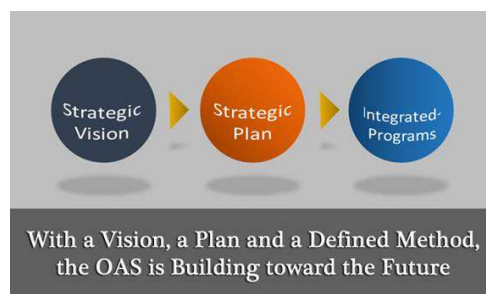 Strategic
Vision
Strategic
Plan
Integrated-
Programs
With a Vision, a Plan and a Defined Method,
the OAS is Building toward the Future